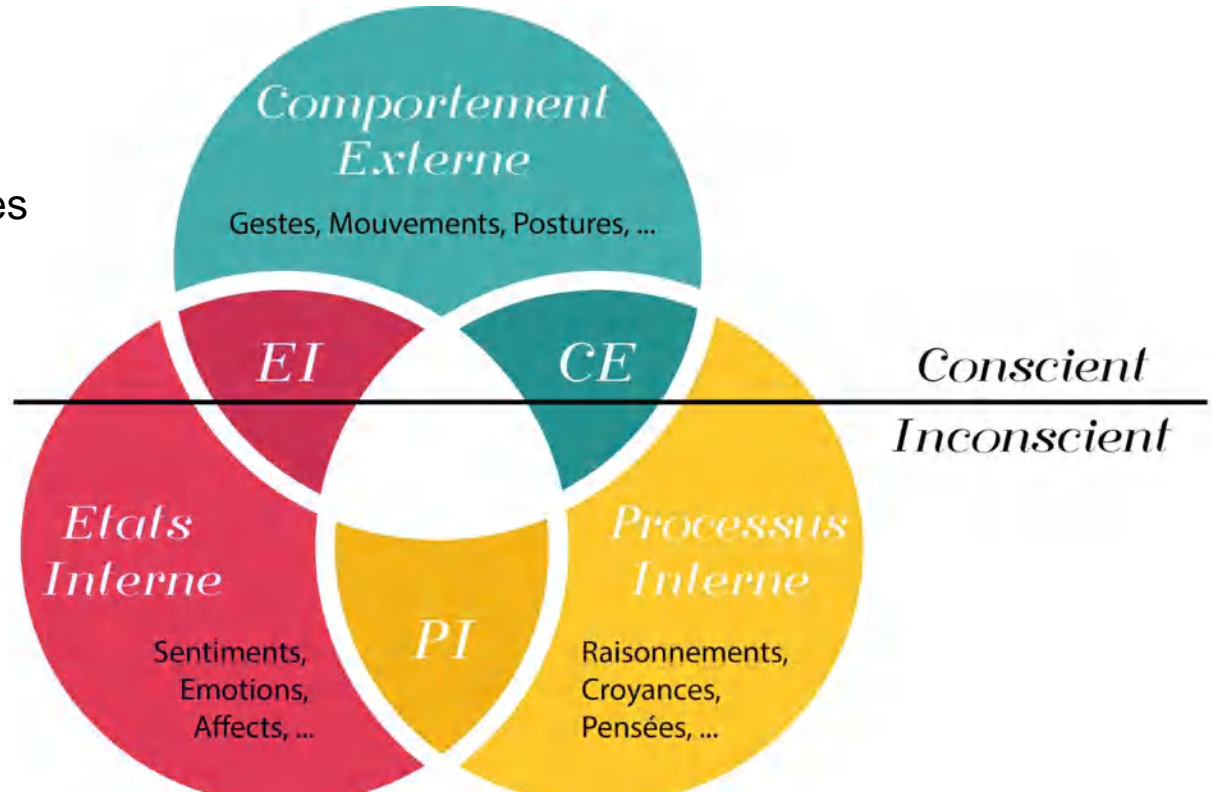 Comportement
Externe
es
Gestes, Mouvements, Postures, ...
EI
CE
Conscient
Inconscient
Etats
Interne
Processus
Interne
PI
Sentiments,
Emotions,
Affects, ...
Raisonnements,
Croyances,
Pensées, ...